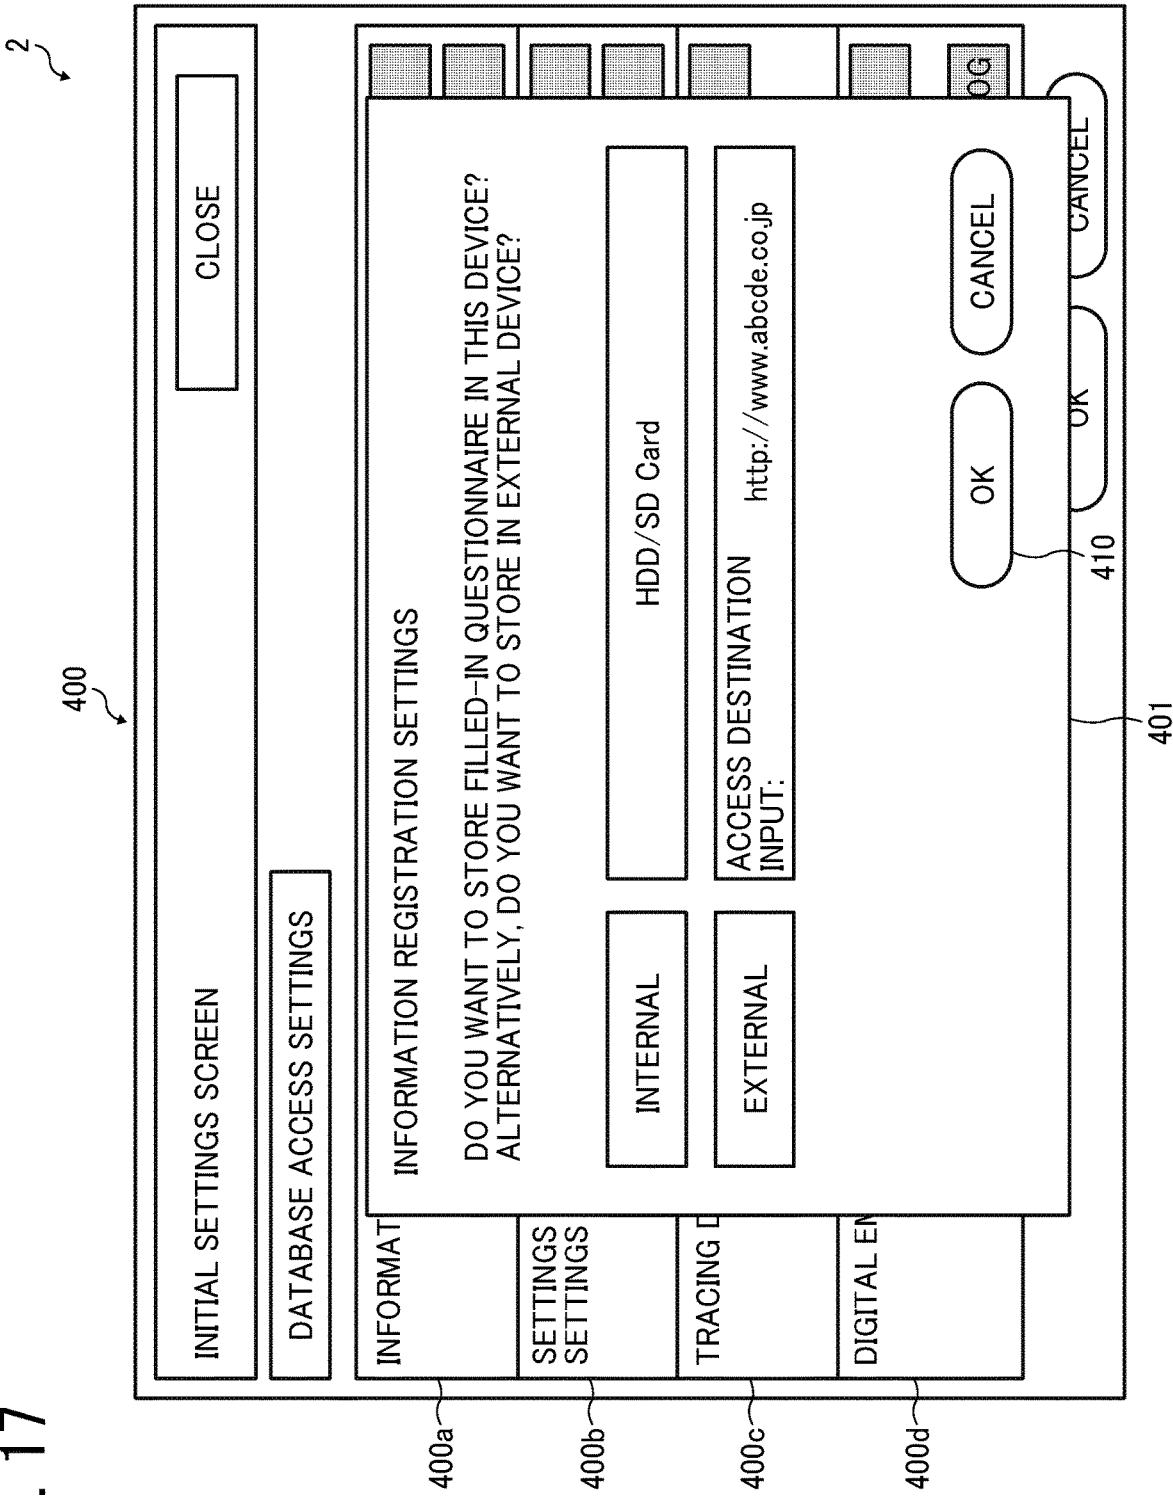 . 17
2
400
INITIAL SETTINGS SCREEN
CLOSE
DATABASE ACCESS SETTINGS
400a
INFORMAT
400b
SETTINGS
SETTINGS
400c
TRACING D
400d
DIGITAL EN
OG
INFORMATION REGISTRATION SETTINGS
DO YOU WANT TO STORE FILLED-IN QUESTIONNAIRE IN THIS DEVICE?
ALTERNATIVELY, DO YOU WANT TO STORE IN EXTERNAL DEVICE?
INTERNAL
HDD/SD Card
EXTERNAL
ACCESS DESTINATION
INPUT:
http://www.abcde.co.jp
OK
CANCEL
OK
CANCEL
410
401